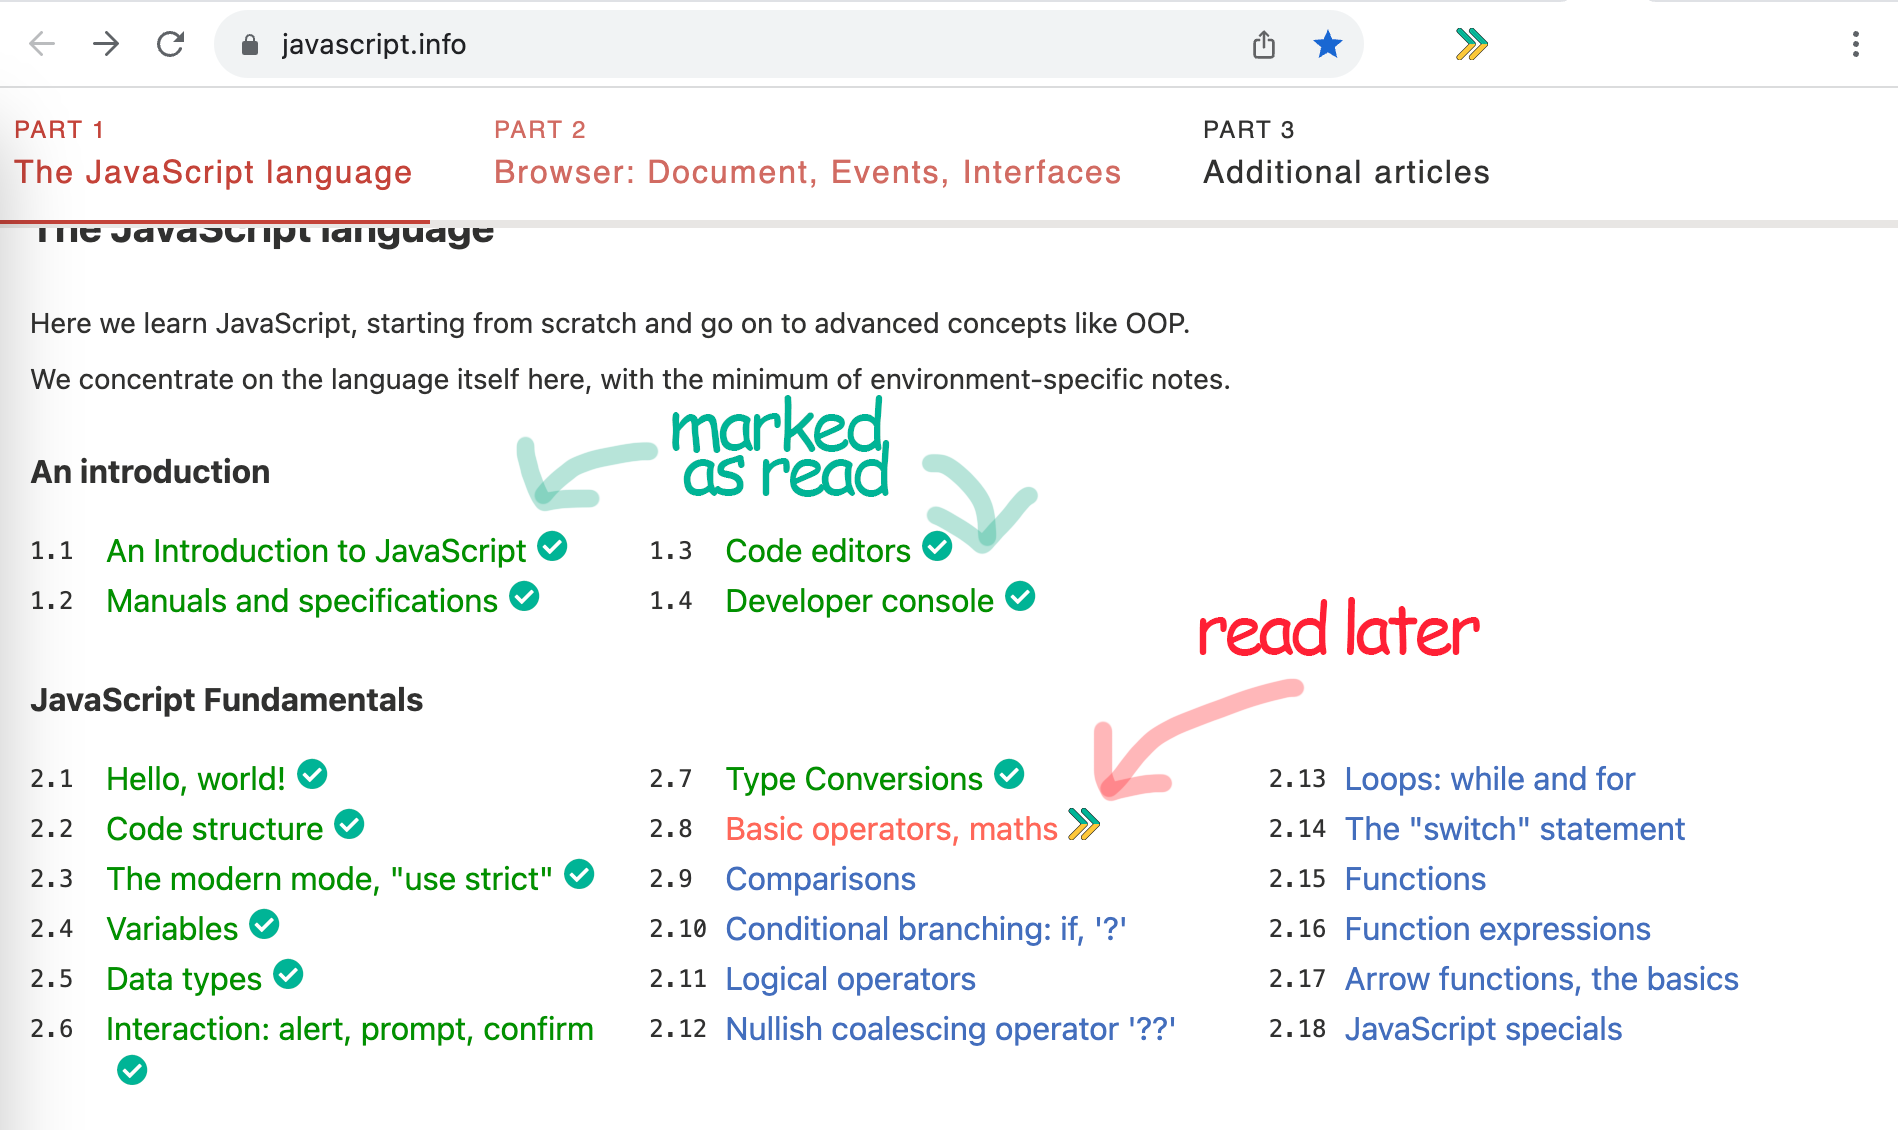 javascript.info
PART 1
The JavaScript language
PART 2
Browser: Document, Events, Interfaces
PART 3
Additional articles
The JavaScript language
Here we learn JavaScript, starting from scratch and go on to advanced concepts like OOP.
We concentrate on the language itself here, with the minimum of environment-specific notes.
marked
as read
An introduction
1.1 An Introduction to JavaScript
1.2 Manuals and specifications
1.3 Code editors
1.4 Developer console
read later
JavaScript Fundamentals
2.1 Hello, world!
2.2 Code structure
2.3 The modern mode, "use strict"
2.4 Variables
2.5 Data types
2.6 Interaction: alert, prompt, confirm
2.7 Type Conversions
2.8 Basic operators, maths
2.9 Comparisons
2.10 Conditional branching: if, '?'
2.11 Logical operators
2.12 Nullish coalescing operator '??'
2.13 Loops: while and for
2.14 The "switch" statement
2.15 Functions
2.16 Function expressions
2.17 Arrow functions, the basics
2.18 JavaScript specials